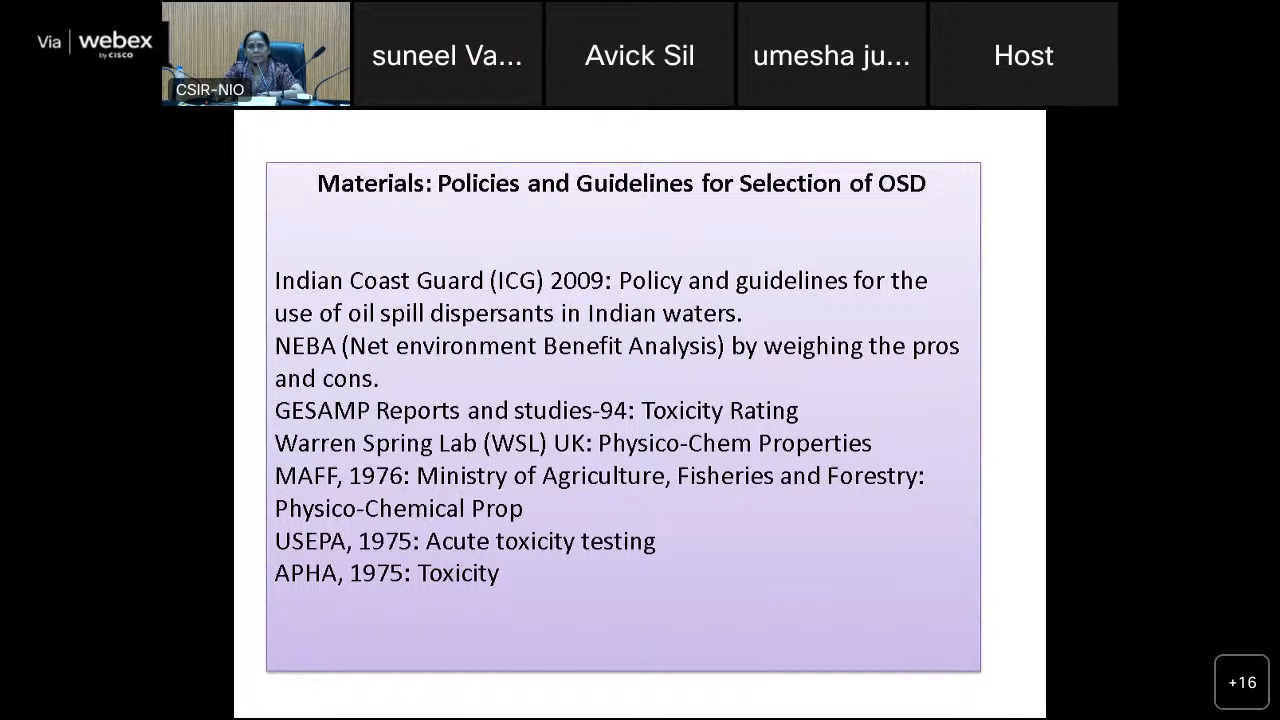 Via | webex
by CISCO
CSIR-NIO
suneel Va...
Avick Sil
umesha ju...
Host
Materials: Policies and Guidelines for Selection of OSD
Indian Coast Guard (ICG) 2009: Policy and guidelines for the
use of oil spill dispersants in Indian waters.
NEBA (Net environment Benefit Analysis) by weighing the pros
and cons.
GESAMP Reports and studies-94: Toxicity Rating
Warren Spring Lab (WSL) UK: Physico-Chem Properties
MAFF, 1976: Ministry of Agriculture, Fisheries and Forestry:
Physico-Chemical Prop
USEPA, 1975: Acute toxicity testing
APHA, 1975: Toxicity
+16